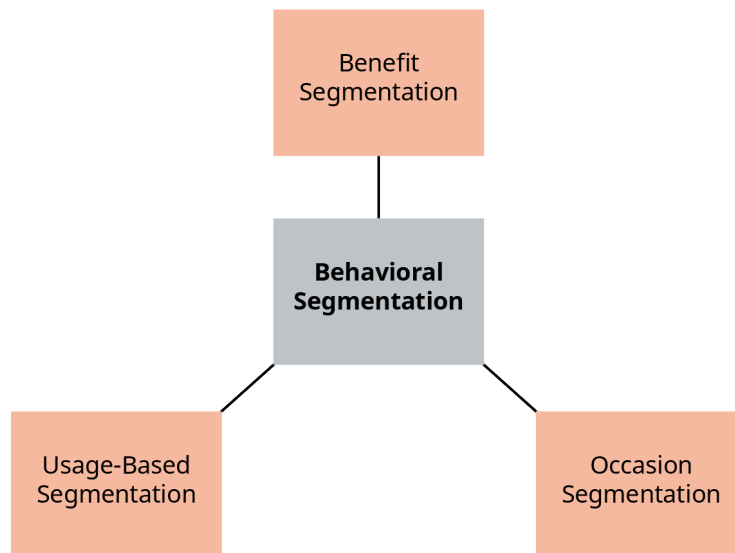 Benefit
Segmentation
Behavioral
Segmentation
Usage-Based
Segmentation
Occasion
Segmentation